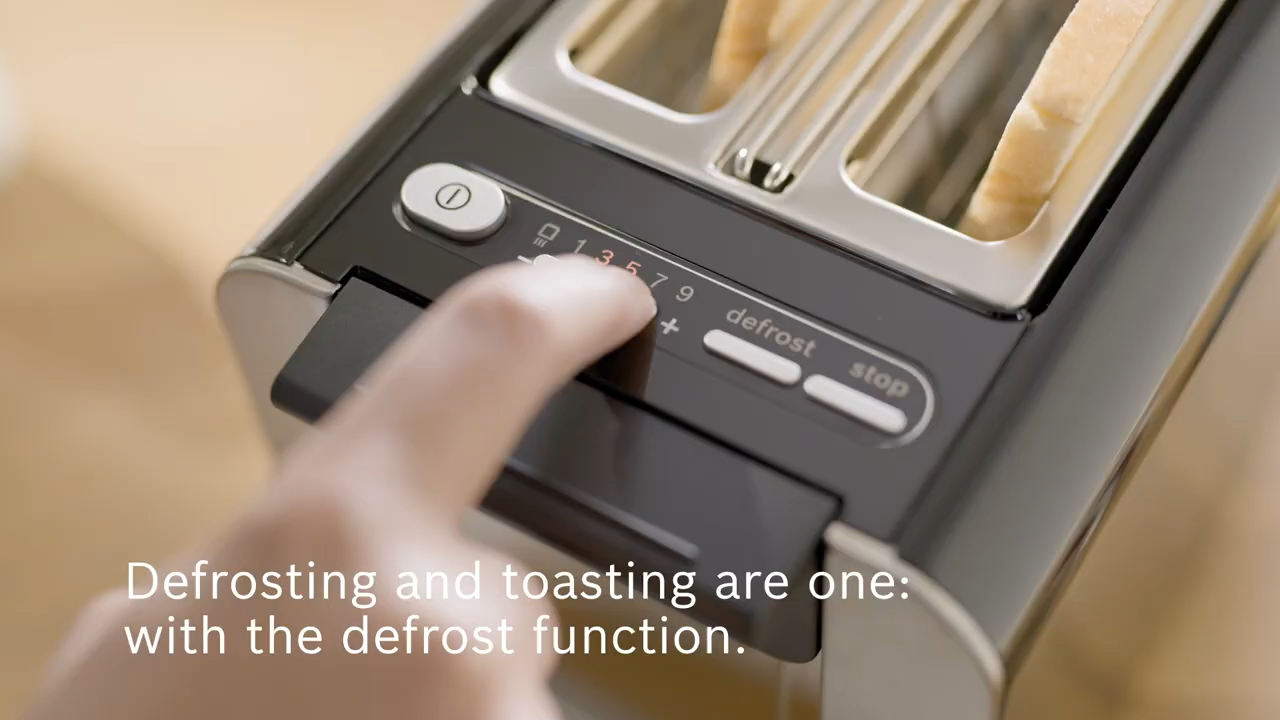 1 3 5 7 9
+
defrost
stop
Defrosting and toasting are one:
with the defrost function.